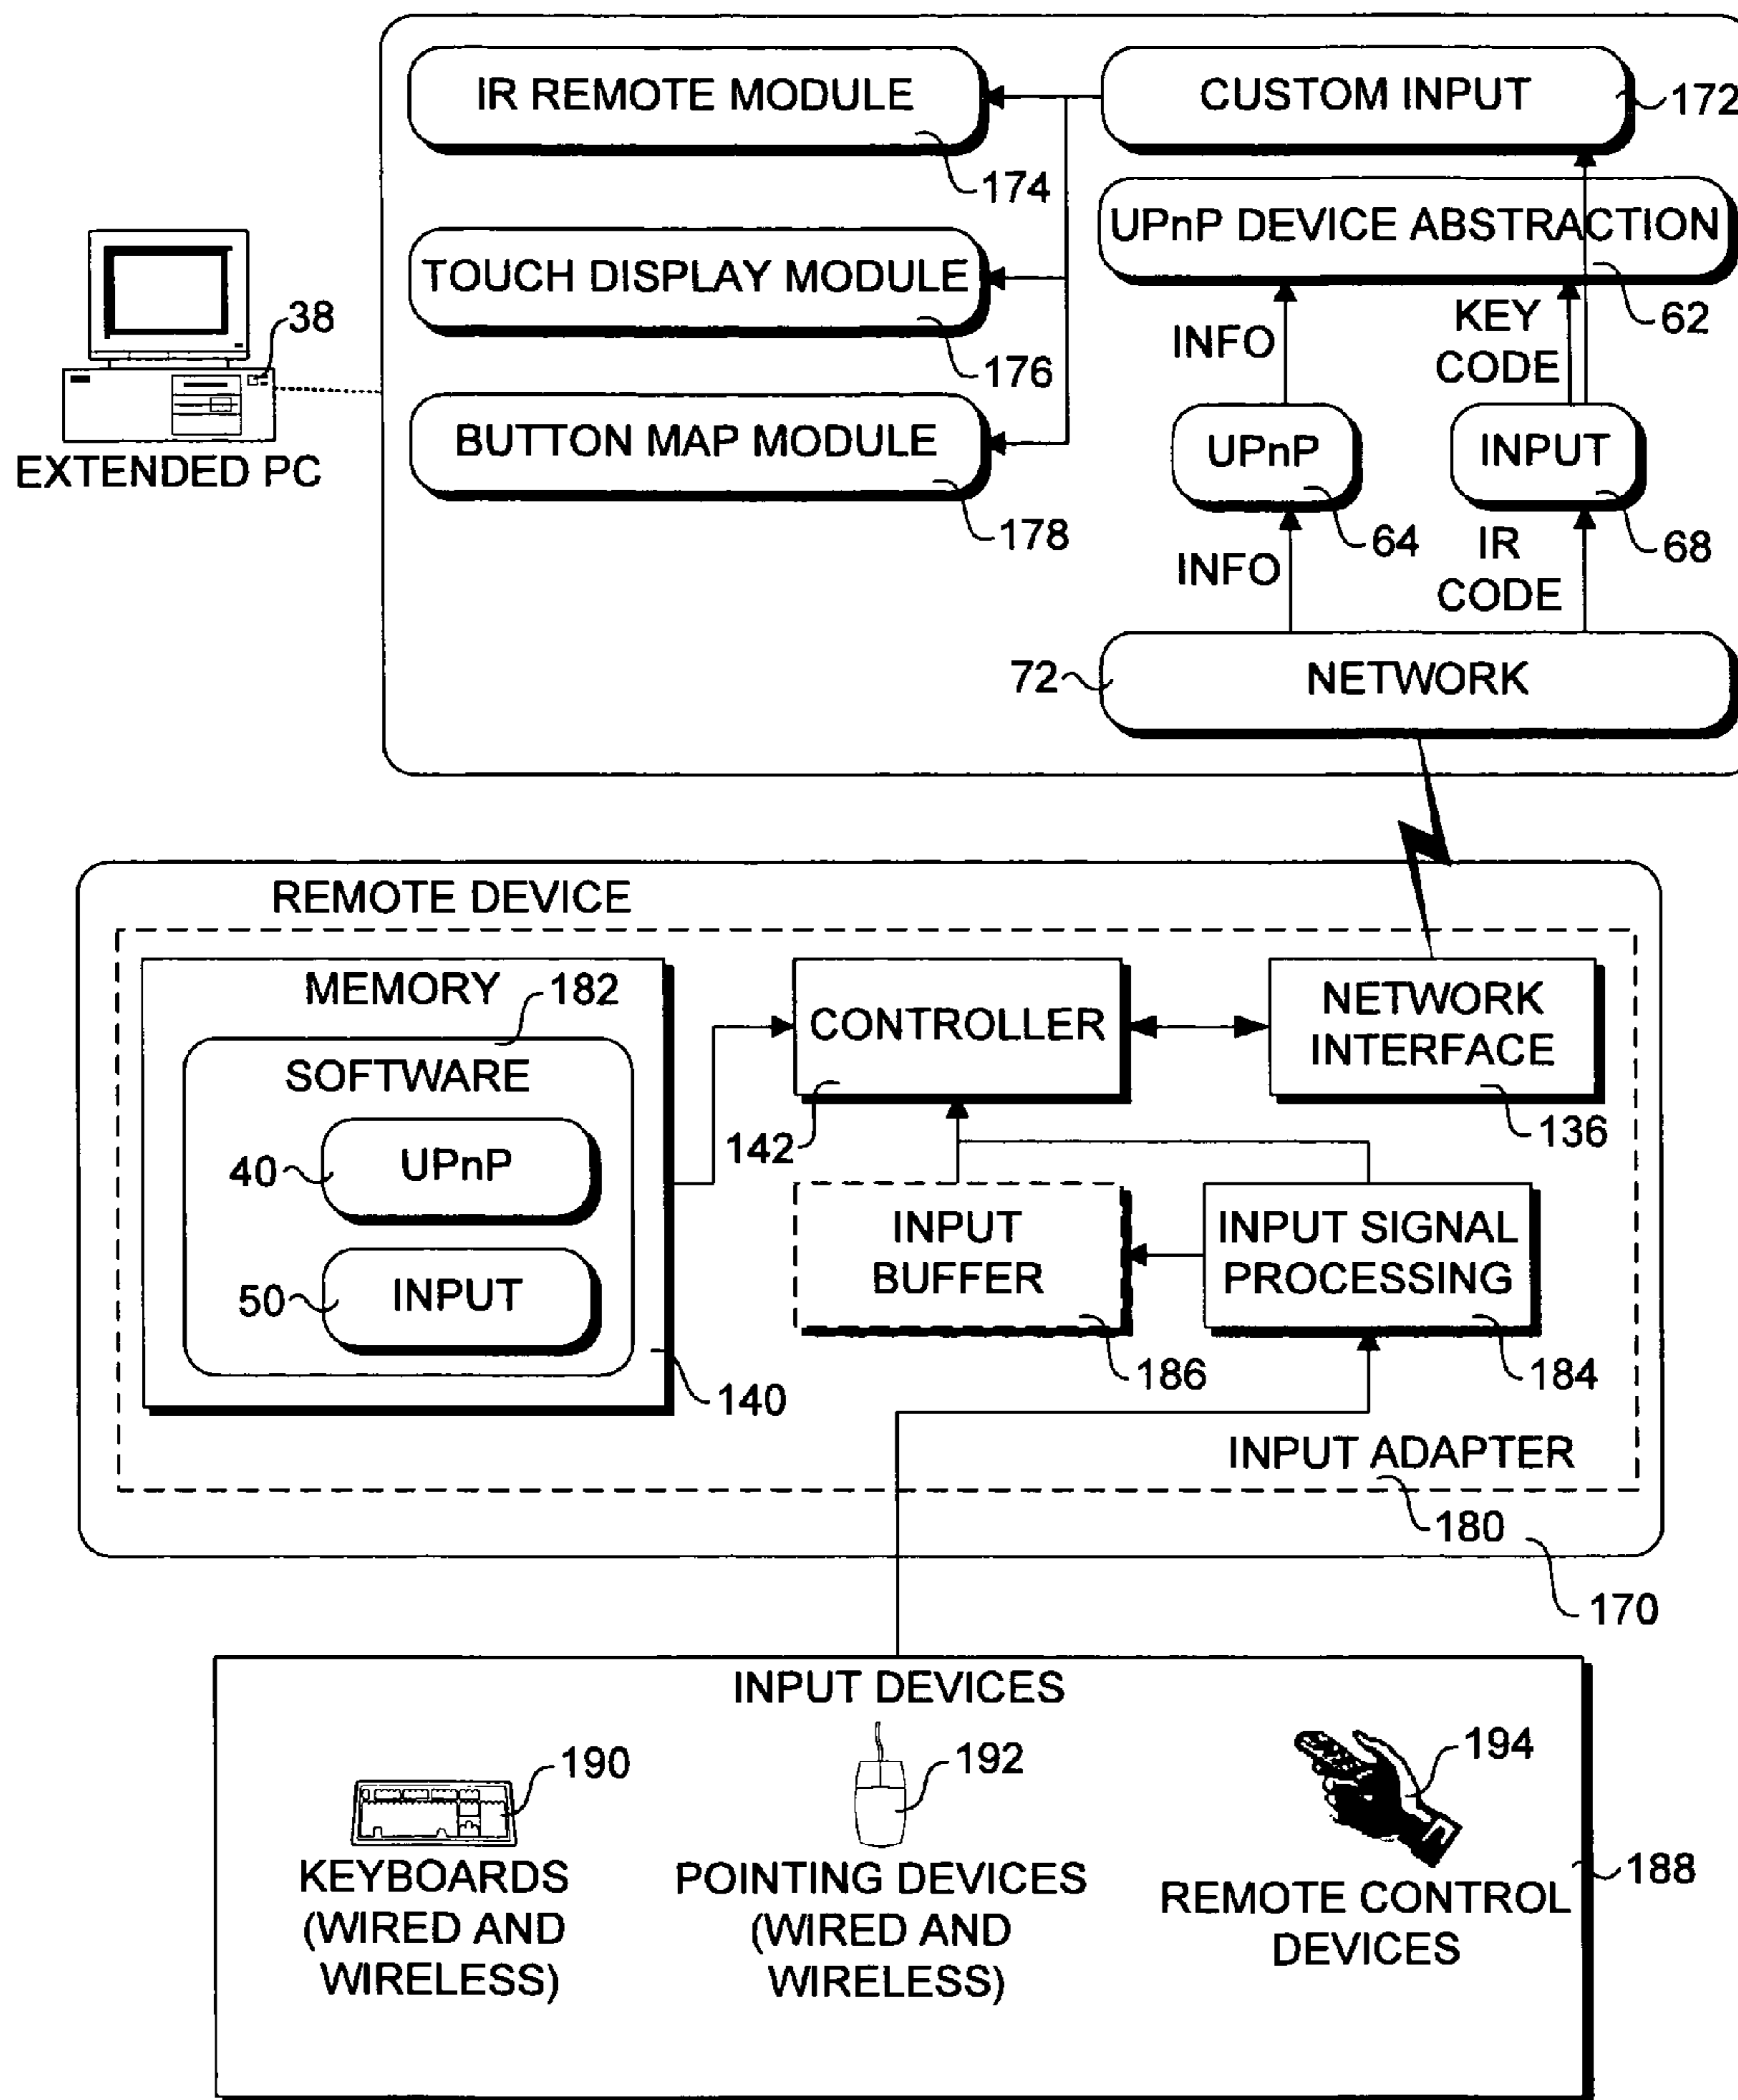 IR REMOTE MODULE
174
CUSTOM INPUT
172
UPnP DEVICE ABSTRACTION
62
TOUCH DISPLAY MODULE
176
38
EXTENDED PC
BUTTON MAP MODULE
178
INFO
KEY
CODE
UPnP
64
INPUT
68
INFO
IR
CODE
72
NETWORK
REMOTE DEVICE
MEMORY
182
SOFTWARE
40
UPnP
50
INPUT
140
CONTROLLER
142
NETWORK
INTERFACE
136
INPUT
BUFFER
186
INPUT SIGNAL
PROCESSING
184
INPUT ADAPTER
180
170
INPUT DEVICES
190
KEYBOARDS
(WIRED AND
WIRELESS)
192
POINTING DEVICES
(WIRED AND
WIRELESS)
194
REMOTE CONTROL
DEVICES
188